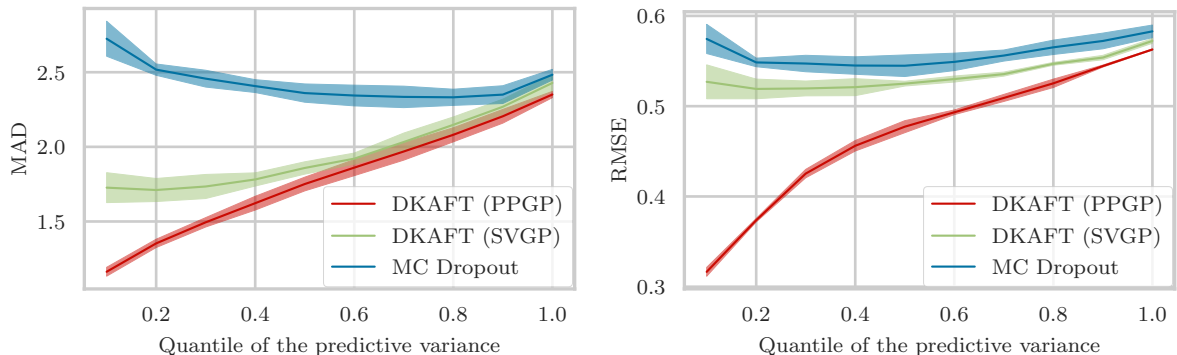 MAD
2.5
2.0
1.5
DKAFT (PPGP)
DKAFT (SVGP)
MC Dropout
0.2 0.4 0.6 0.8 1.0
Quantile of the predictive variance
RMSE
0.6
0.5
0.4
0.3
DKAFT (PPGP)
DKAFT (SVGP)
MC Dropout
0.2 0.4 0.6 0.8 1.0
Quantile of the predictive variance